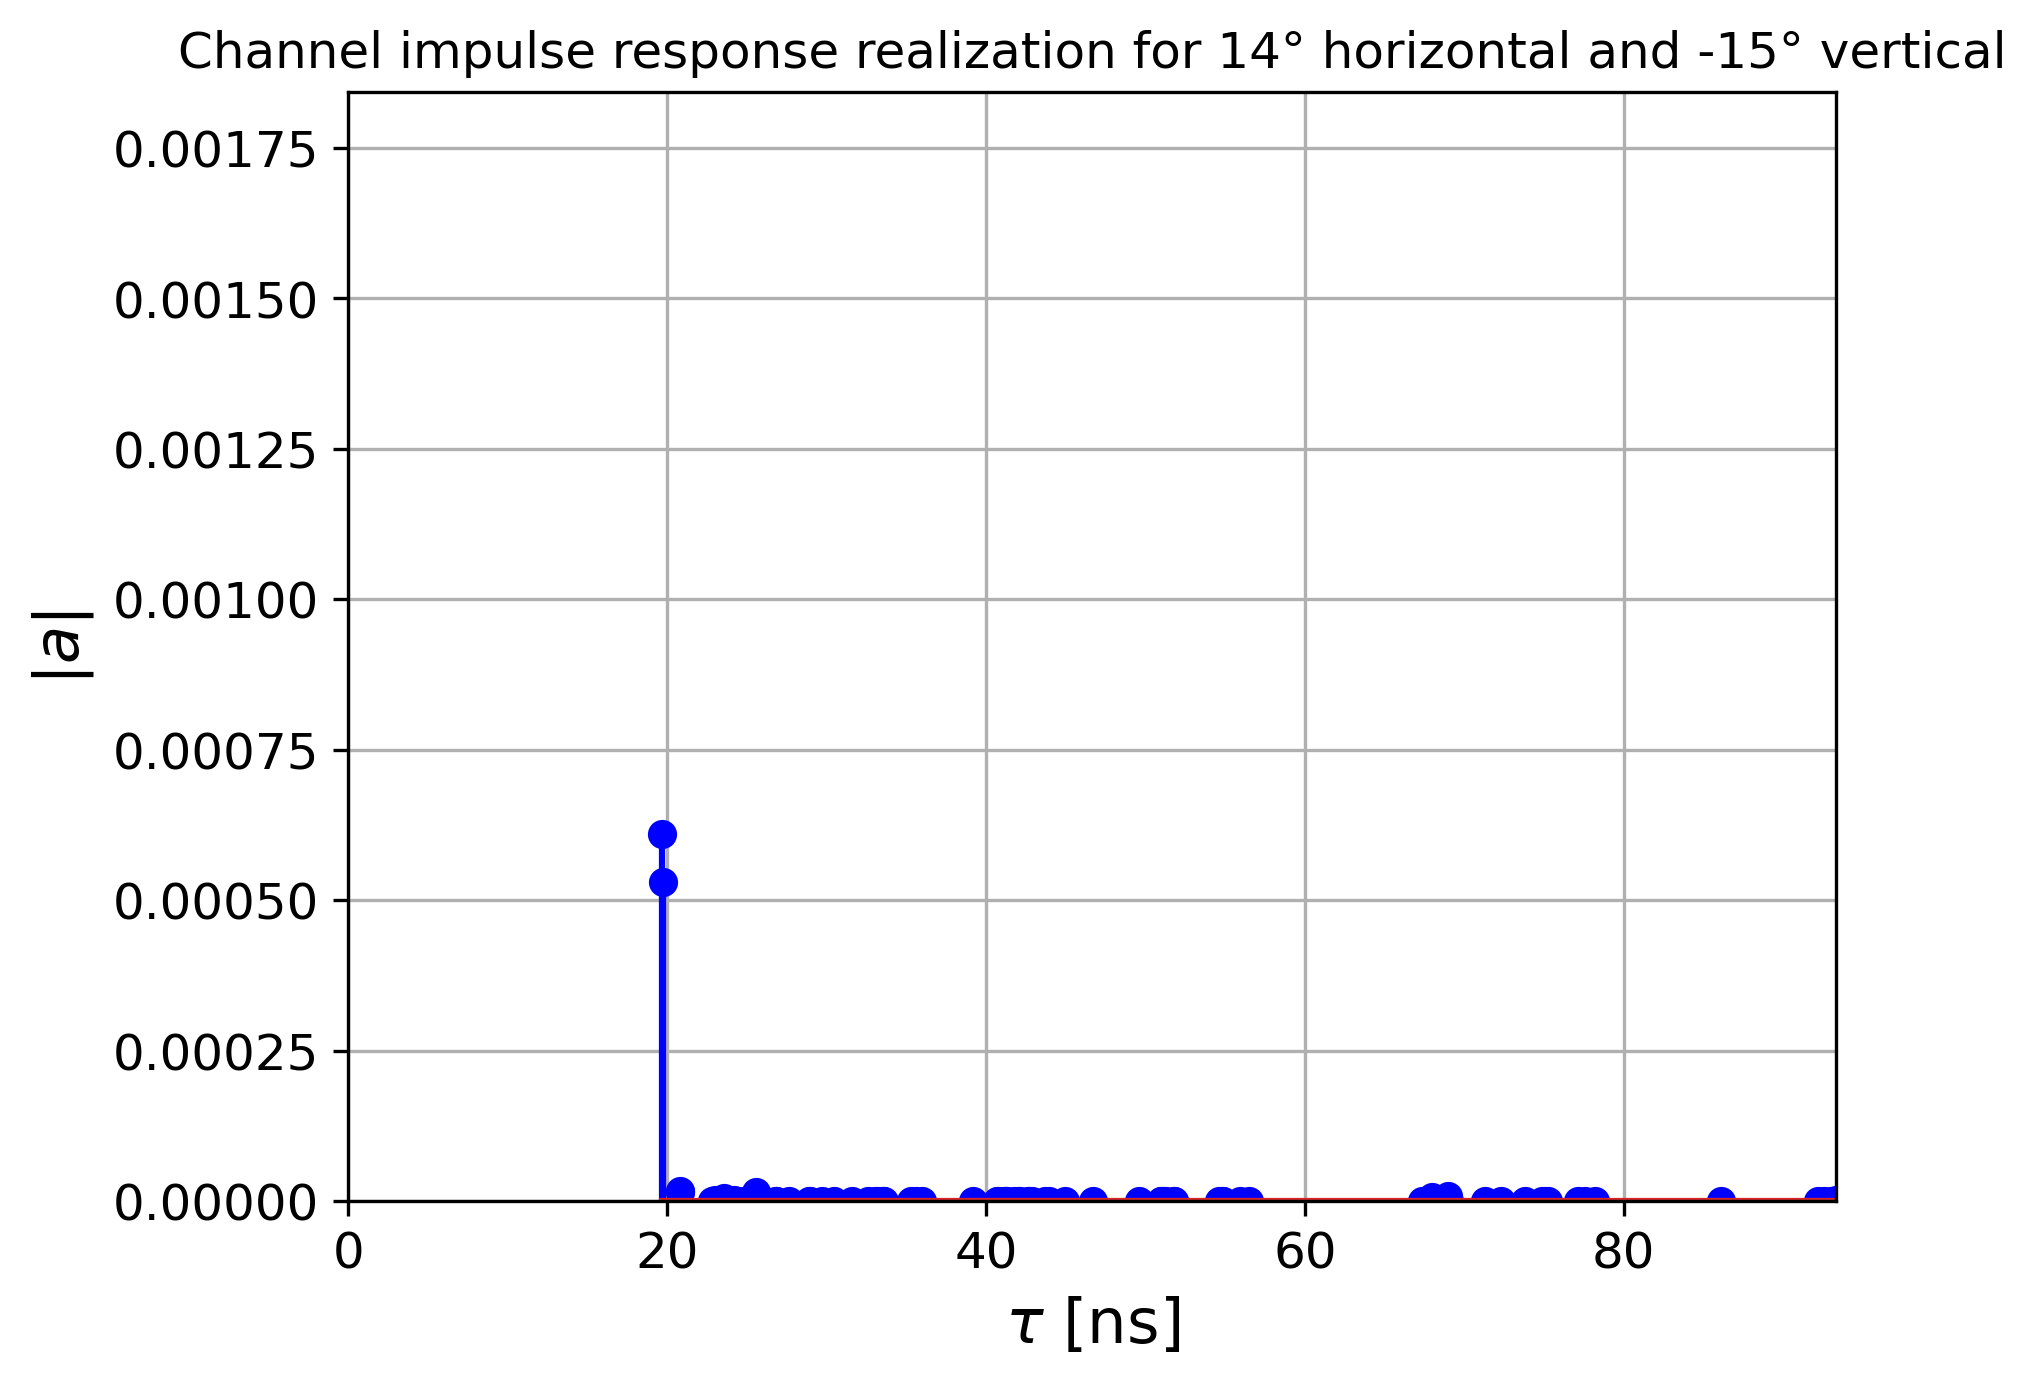 Channel impulse response realization for 14° horizontal and -15° vertical
0.00175
0.00150
0.00125
0.00100
0.00075
0.00050
0.00025
0.00000
|a|
0 20 40 60 80
τ [ns]